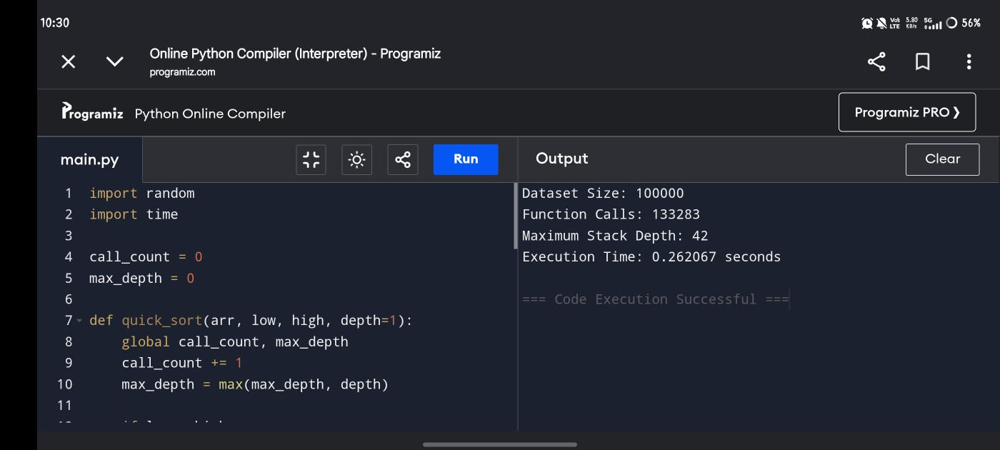 10:30
VoLTE 5.80 KB/s 5G 56%
Online Python Compiler (Interpreter) - Programiz
programiz.com
Programiz Python Online Compiler
Programiz PRO ❯
main.py
Run
Output
Clear
1 import random
2 import time
3
4 call_count = 0
5 max_depth = 0
6
7 def quick_sort(arr, low, high, depth=1):
8     global call_count, max_depth
9     call_count += 1
10     max_depth = max(max_depth, depth)
11
Dataset Size: 100000
Function Calls: 133283
Maximum Stack Depth: 42
Execution Time: 0.262067 seconds
=== Code Execution Successful ===